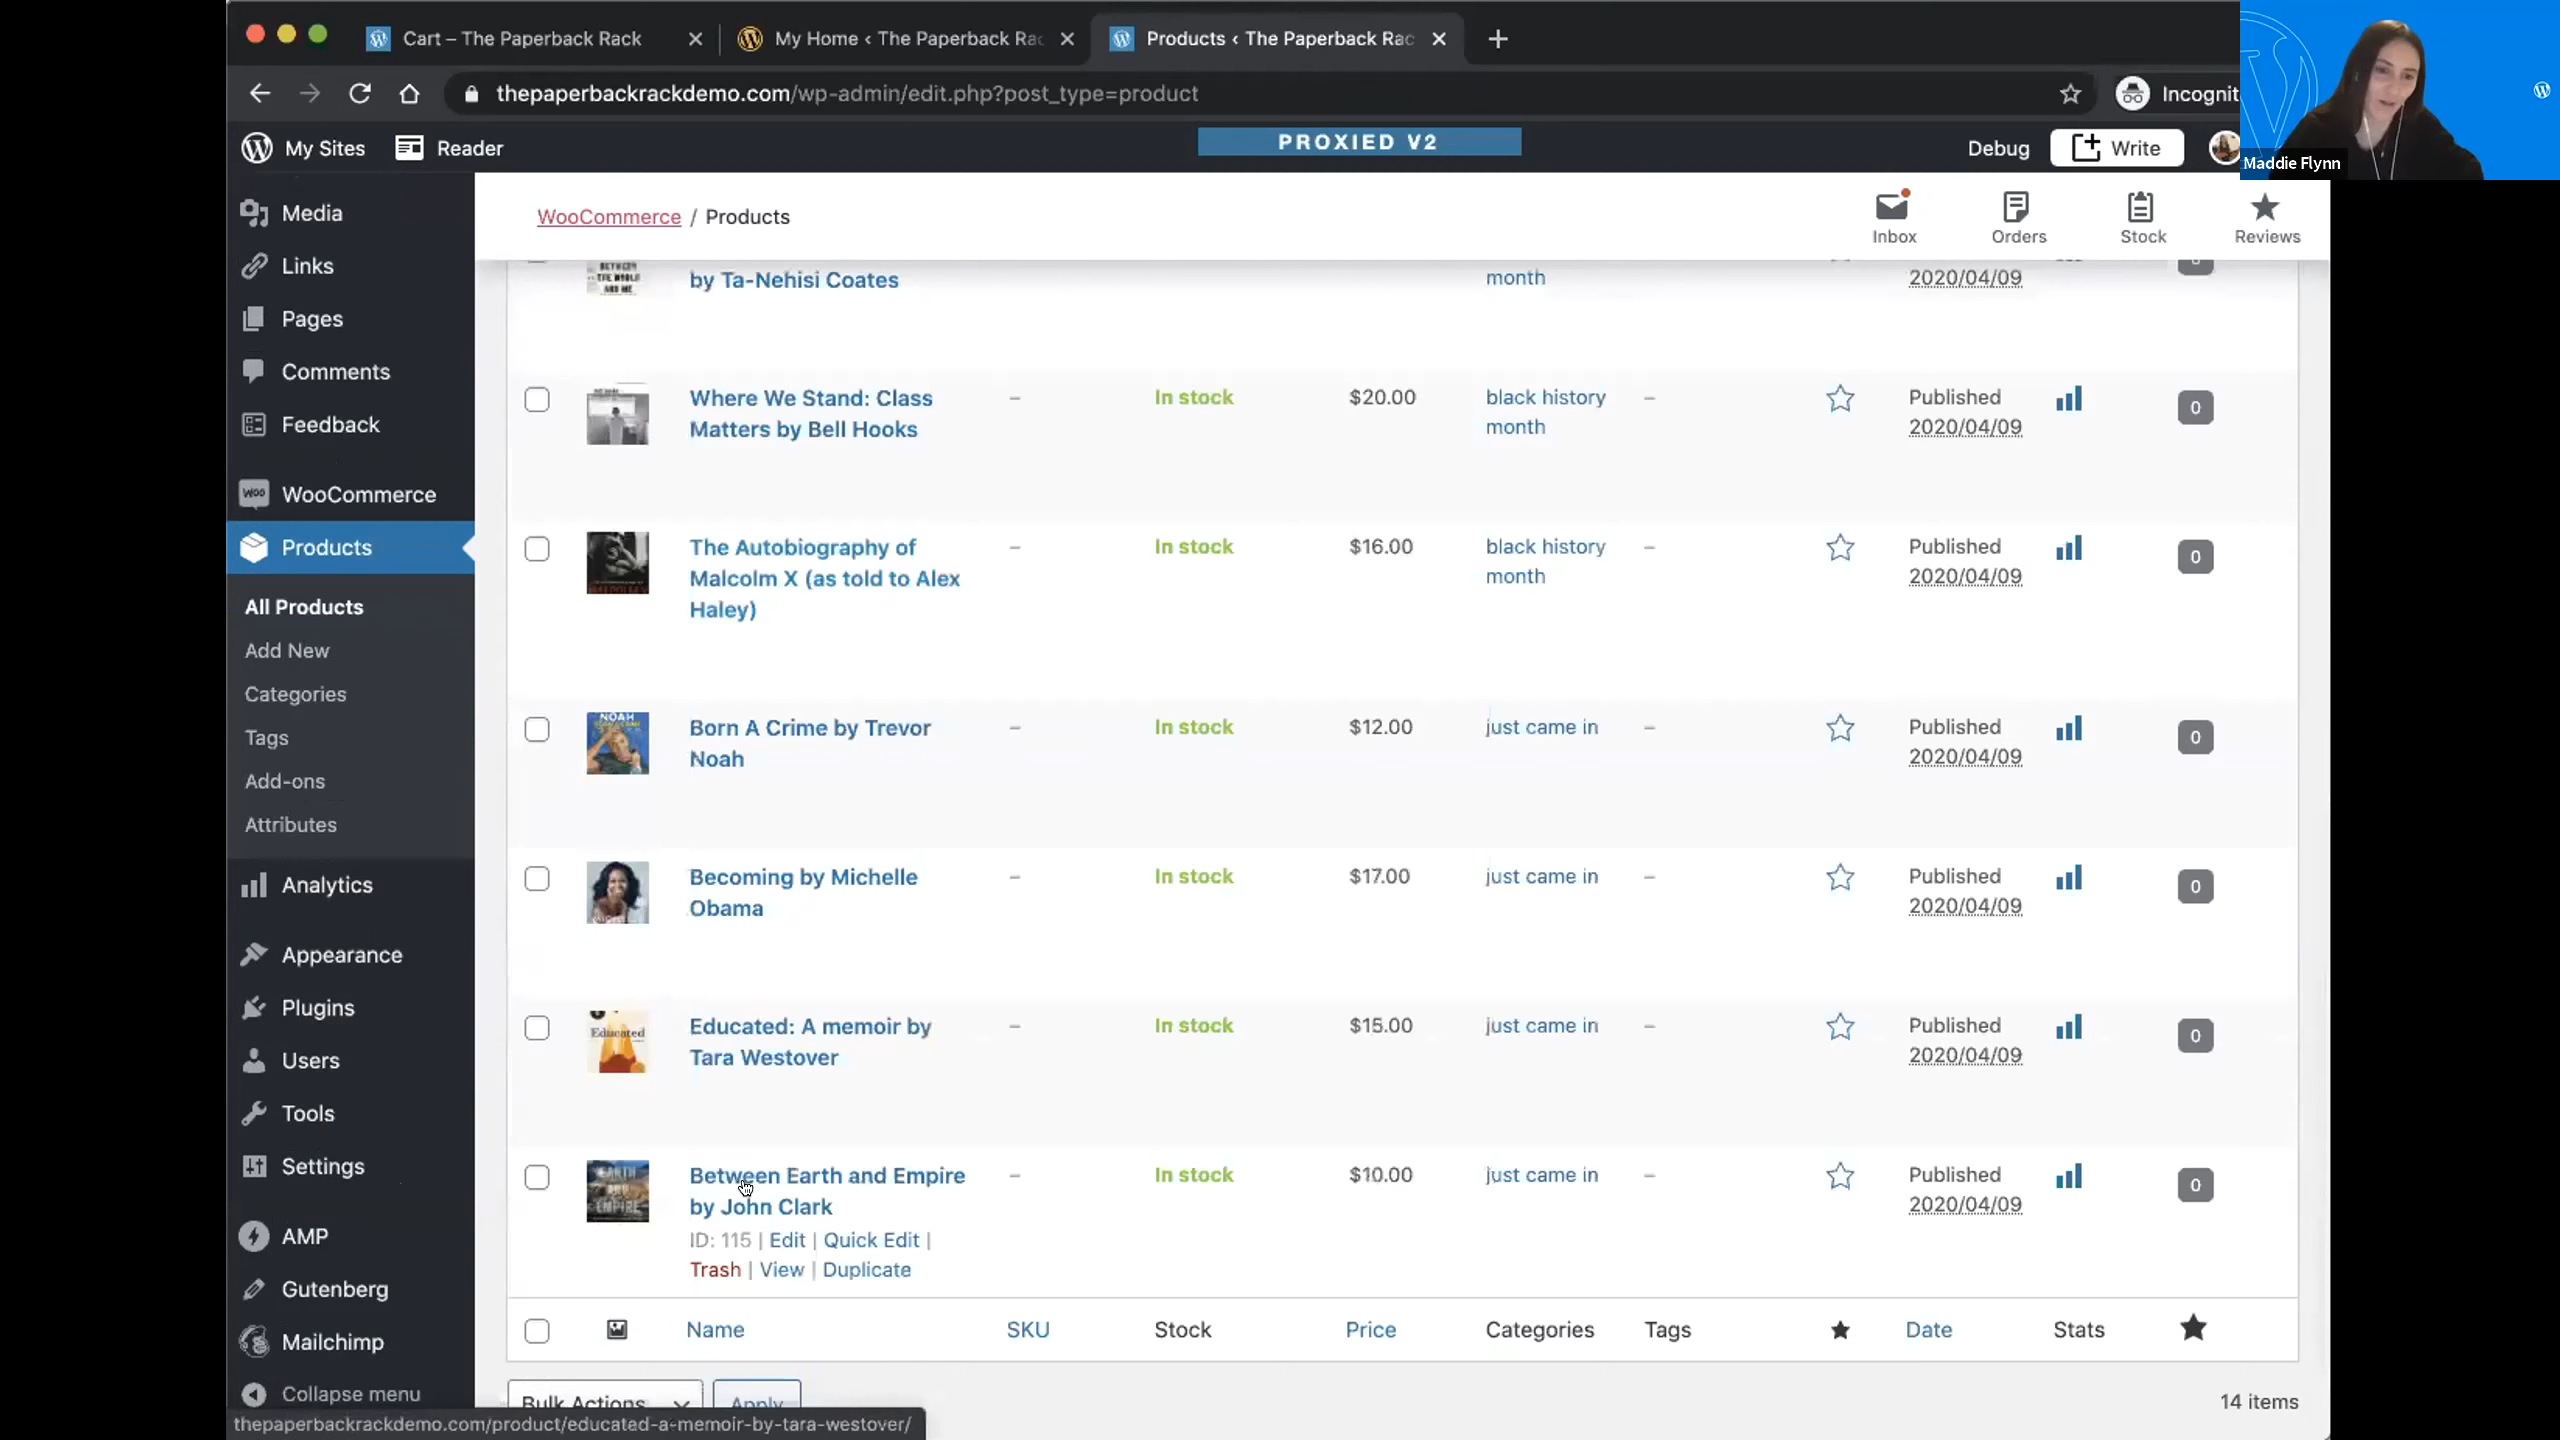 Cart – The Paperback Rack
My Home ‹ The Paperback Rac
Products ‹ The Paperback Rac
thepaperbackrackdemo.com/wp-admin/edit.php?post_type=product
Incognit
Maddie Flynn
My Sites
Reader
PROXIED V2
Debug
Write
Media
Links
Pages
Comments
Feedback
WooCommerce
Products
All Products
Add New
Categories
Tags
Add-ons
Attributes
Analytics
Appearance
Plugins
Users
Tools
Settings
AMP
Gutenberg
Mailchimp
Collapse menu
WooCommerce / Products
Inbox
Orders
Stock
Reviews
by Ta-Nehisi Coates
month
2020/04/09
Where We Stand: Class
Matters by Bell Hooks
–
In stock
$20.00
black history
month
–
Published
2020/04/09
0
The Autobiography of
Malcolm X (as told to Alex
Haley)
–
In stock
$16.00
black history
month
–
Published
2020/04/09
0
Born A Crime by Trevor
Noah
–
In stock
$12.00
just came in
–
Published
2020/04/09
0
Becoming by Michelle
Obama
–
In stock
$17.00
just came in
–
Published
2020/04/09
0
Educated
Educated: A memoir by
Tara Westover
–
In stock
$15.00
just came in
–
Published
2020/04/09
0
Between Earth and Empire
by John Clark
ID: 115 | Edit | Quick Edit |
Trash | View | Duplicate
–
In stock
$10.00
just came in
–
Published
2020/04/09
0
Name
SKU
Stock
Price
Categories
Tags
Date
Stats
Bulk Actions
Apply
14 items
thepaperbackrackdemo.com/product/educated-a-memoir-by-tara-westover/